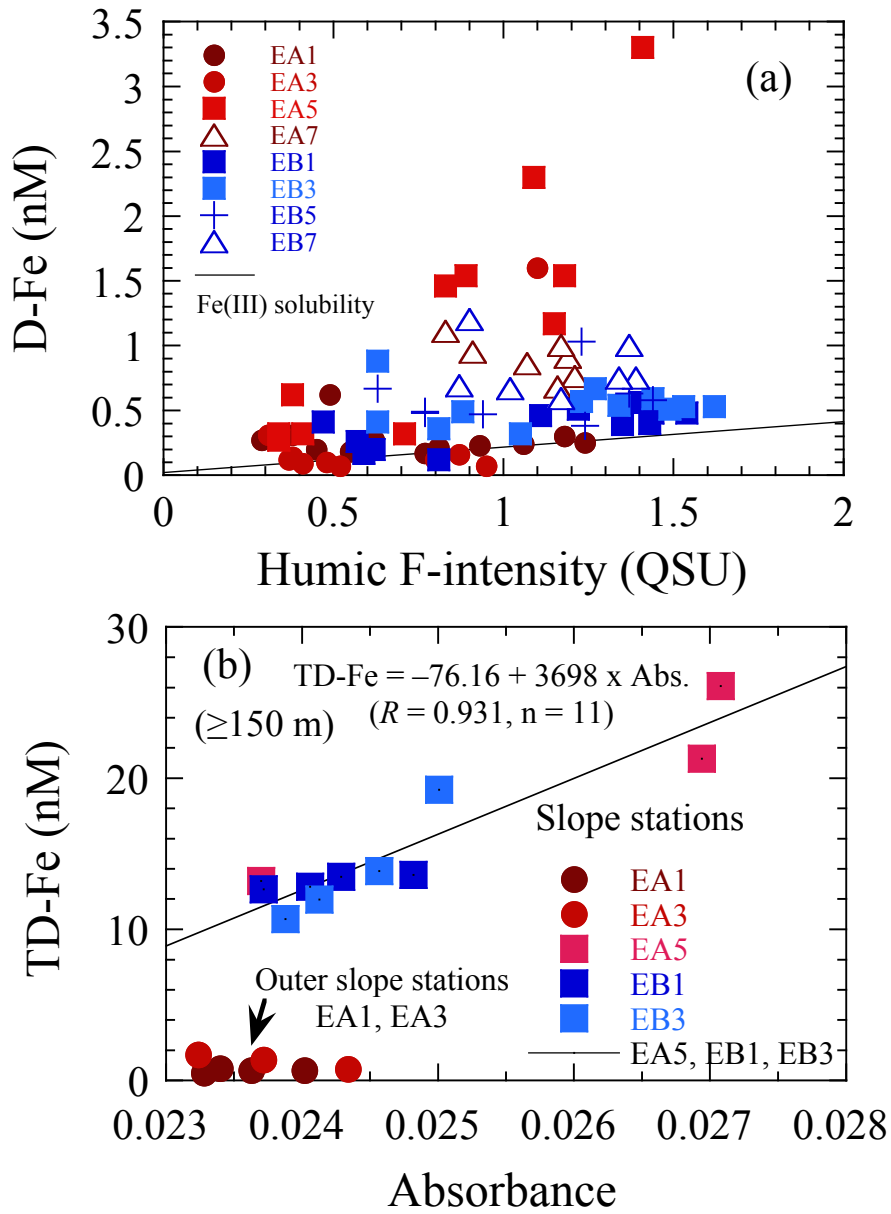 3.5
3
2.5
2
1.5
1
0.5
0
D-Fe (nM)
(a)
EA1
EA3
EA5
EA7
EB1
EB3
EB5
EB7
Fe(III) solubility
0 0.5 1 1.5 2
Humic F-intensity (QSU)
30
20
10
0
TD-Fe (nM)
(b)
TD-Fe = –76.16 + 3698 x Abs.
(R = 0.931, n = 11)
(≥150 m)
Slope stations
EA1
EA3
EA5
EB1
EB3
EA5, EB1, EB3
Outer slope stations
EA1, EA3
0.023 0.024 0.025 0.026 0.027 0.028
Absorbance